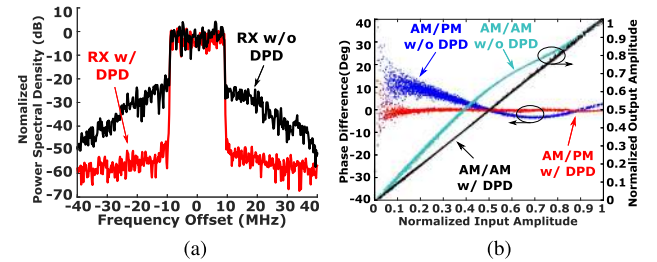 (a)
Nomalized
Power Spectral Density (dB)
10
0
-10
-20
-30
-40
-50
-60
-70
RX w/
DPD
RX w/o
DPD
-40 -30 -20 -10 0 10 20 30 40
Frequency Offset (MHz)
(a)
(b)
Phase Difference(Deg)
40
30
20
10
0
-10
-20
-30
-40
AM/PM
w/o DPD
AM/AM
w/o DPD
AM/AM
w/ DPD
AM/PM
w/ DPD
1
0.9
0.8
0.7
0.6
0.5
0.4
0.3
0.2
0.1
0
Normalized Output Amplitude
0 0.1 0.2 0.3 0.4 0.5 0.6 0.7 0.8 0.9 1
Normalized Input Amplitude
(b)